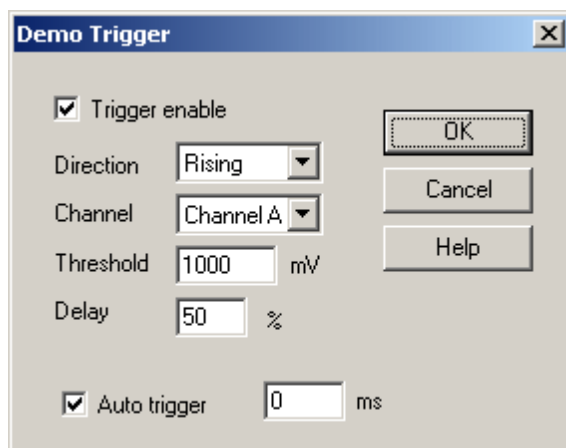 Demo Trigger
Trigger enable
OK
Direction Rising
Cancel
Channel Channel A
Help
Threshold 1000 mV
Delay 50 %
Auto trigger 0 ms